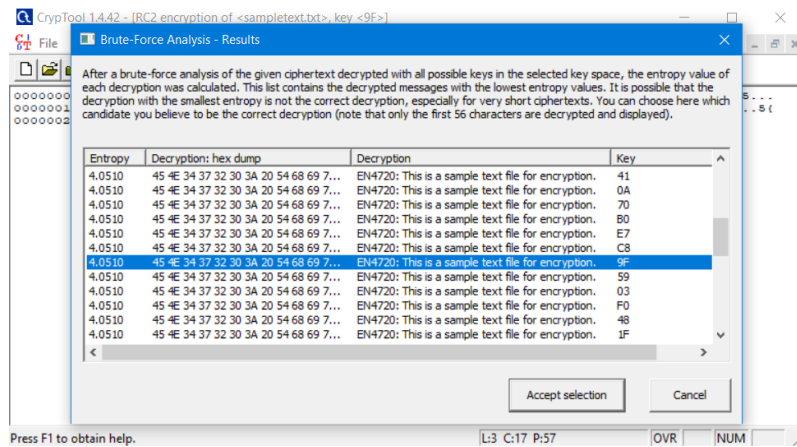 CrypTool 1.4.42 - [RC2 encryption of <sampletext.txt>, key <9F>]
File
Brute-Force Analysis - Results
After a brute-force analysis of the given ciphertext decrypted with all possible keys in the selected key space, the entropy value of
each decryption was calculated. This list contains the decrypted messages with the lowest entropy values. It is possible that the
decryption with the smallest entropy is not the correct decryption, especially for very short ciphertexts. You can choose here which
candidate you believe to be the correct decryption (note that only the first 56 characters are decrypted and displayed).
0000000
0000001
0000002
5...
..5{
Entropy Decryption: hex dump Decryption Key
4.0510 45 4E 34 37 32 30 3A 20 54 68 69 7... EN4720: This is a sample text file for encryption. 41
4.0510 45 4E 34 37 32 30 3A 20 54 68 69 7... EN4720: This is a sample text file for encryption. 0A
4.0510 45 4E 34 37 32 30 3A 20 54 68 69 7... EN4720: This is a sample text file for encryption. 70
4.0510 45 4E 34 37 32 30 3A 20 54 68 69 7... EN4720: This is a sample text file for encryption. B0
4.0510 45 4E 34 37 32 30 3A 20 54 68 69 7... EN4720: This is a sample text file for encryption. E7
4.0510 45 4E 34 37 32 30 3A 20 54 68 69 7... EN4720: This is a sample text file for encryption. C8
4.0510 45 4E 34 37 32 30 3A 20 54 68 69 7... EN4720: This is a sample text file for encryption. 9F
4.0510 45 4E 34 37 32 30 3A 20 54 68 69 7... EN4720: This is a sample text file for encryption. 59
4.0510 45 4E 34 37 32 30 3A 20 54 68 69 7... EN4720: This is a sample text file for encryption. 03
4.0510 45 4E 34 37 32 30 3A 20 54 68 69 7... EN4720: This is a sample text file for encryption. F0
4.0510 45 4E 34 37 32 30 3A 20 54 68 69 7... EN4720: This is a sample text file for encryption. 48
4.0510 45 4E 34 37 32 30 3A 20 54 68 69 7... EN4720: This is a sample text file for encryption. 1F
Accept selection Cancel
Press F1 to obtain help. L:3 C:17 P:57 OVR NUM